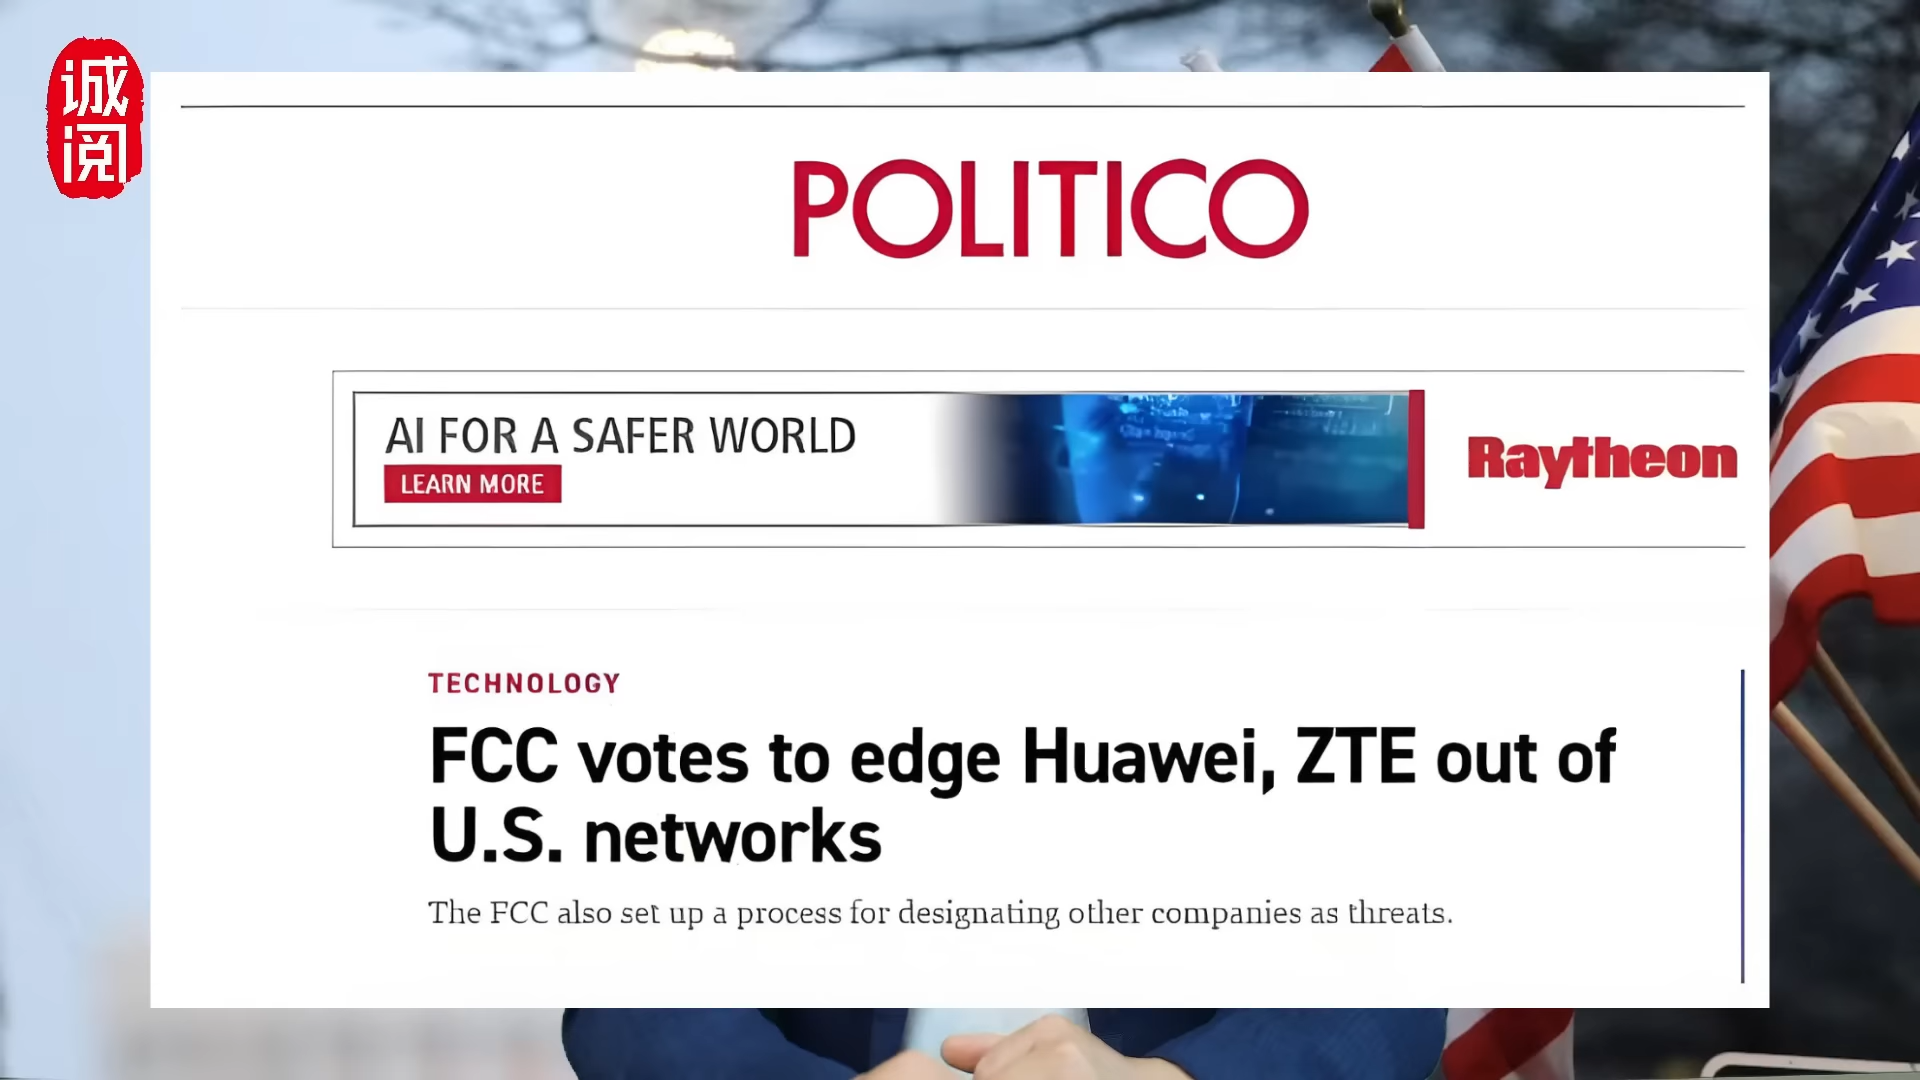 诚
阅
POLITICO
AI FOR A SAFER WORLD
LEARN MORE
Raytheon
TECHNOLOGY
FCC votes to edge Huawei, ZTE out of
U.S. networks
The FCC also set up a process for designating other companies as threats.